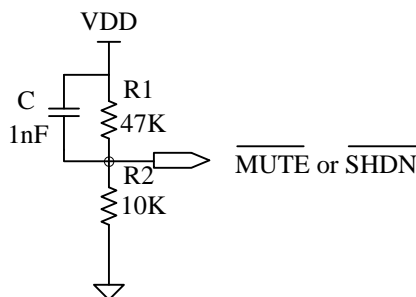 VDD
C
1nF
R1
47K
R2
10K
MUTE or SHDN